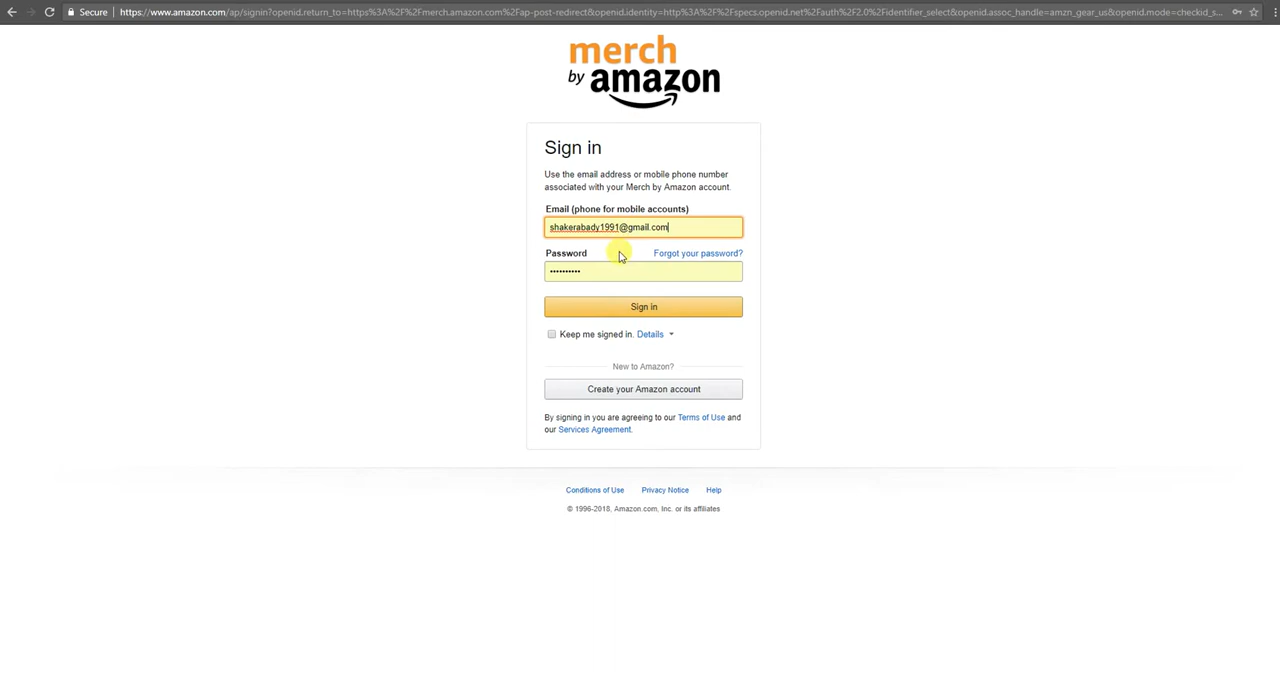 Secure https://www.amazon.com/ap/signin?openid.return_to=https%3A%2F%2Fmerch.amazon.com%2Fap-post-redirect&openid.identity=http%3A%2F%2Fspecs.openid.net%2Fauth%2F2.0%2Fidentifier_select&openid.assoc_handle=amzn_gear_us&openid.mode=checkid_s...
merch
by amazon
Sign in
Use the email address or mobile phone number
associated with your Merch by Amazon account.
Email (phone for mobile accounts)
shakerabady1991@gmail.com
Password Forgot your password?
••••••••••
Sign in
Keep me signed in. Details
New to Amazon?
Create your Amazon account
By signing in you are agreeing to our Terms of Use and
our Services Agreement.
Conditions of Use Privacy Notice Help
© 1996-2018, Amazon.com, Inc. or its affiliates